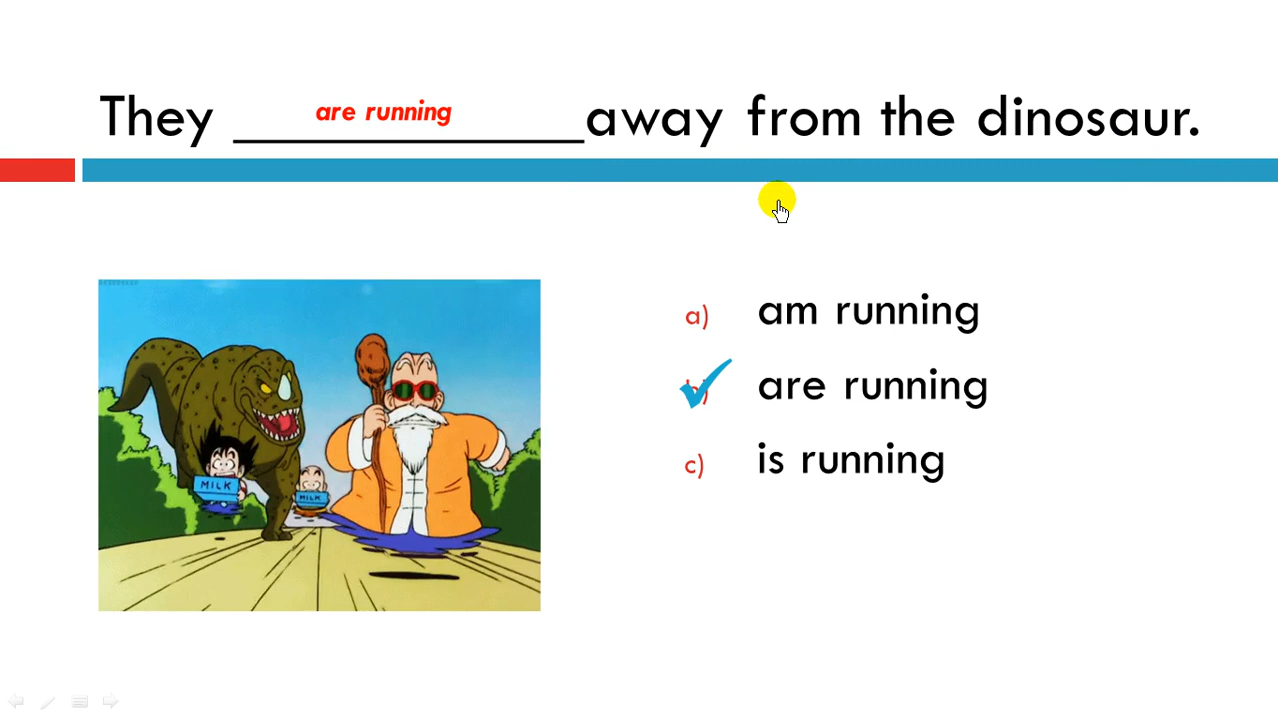 They are running away from the dinosaur.
a) am running
b) are running
c) is running
MILK
MILK